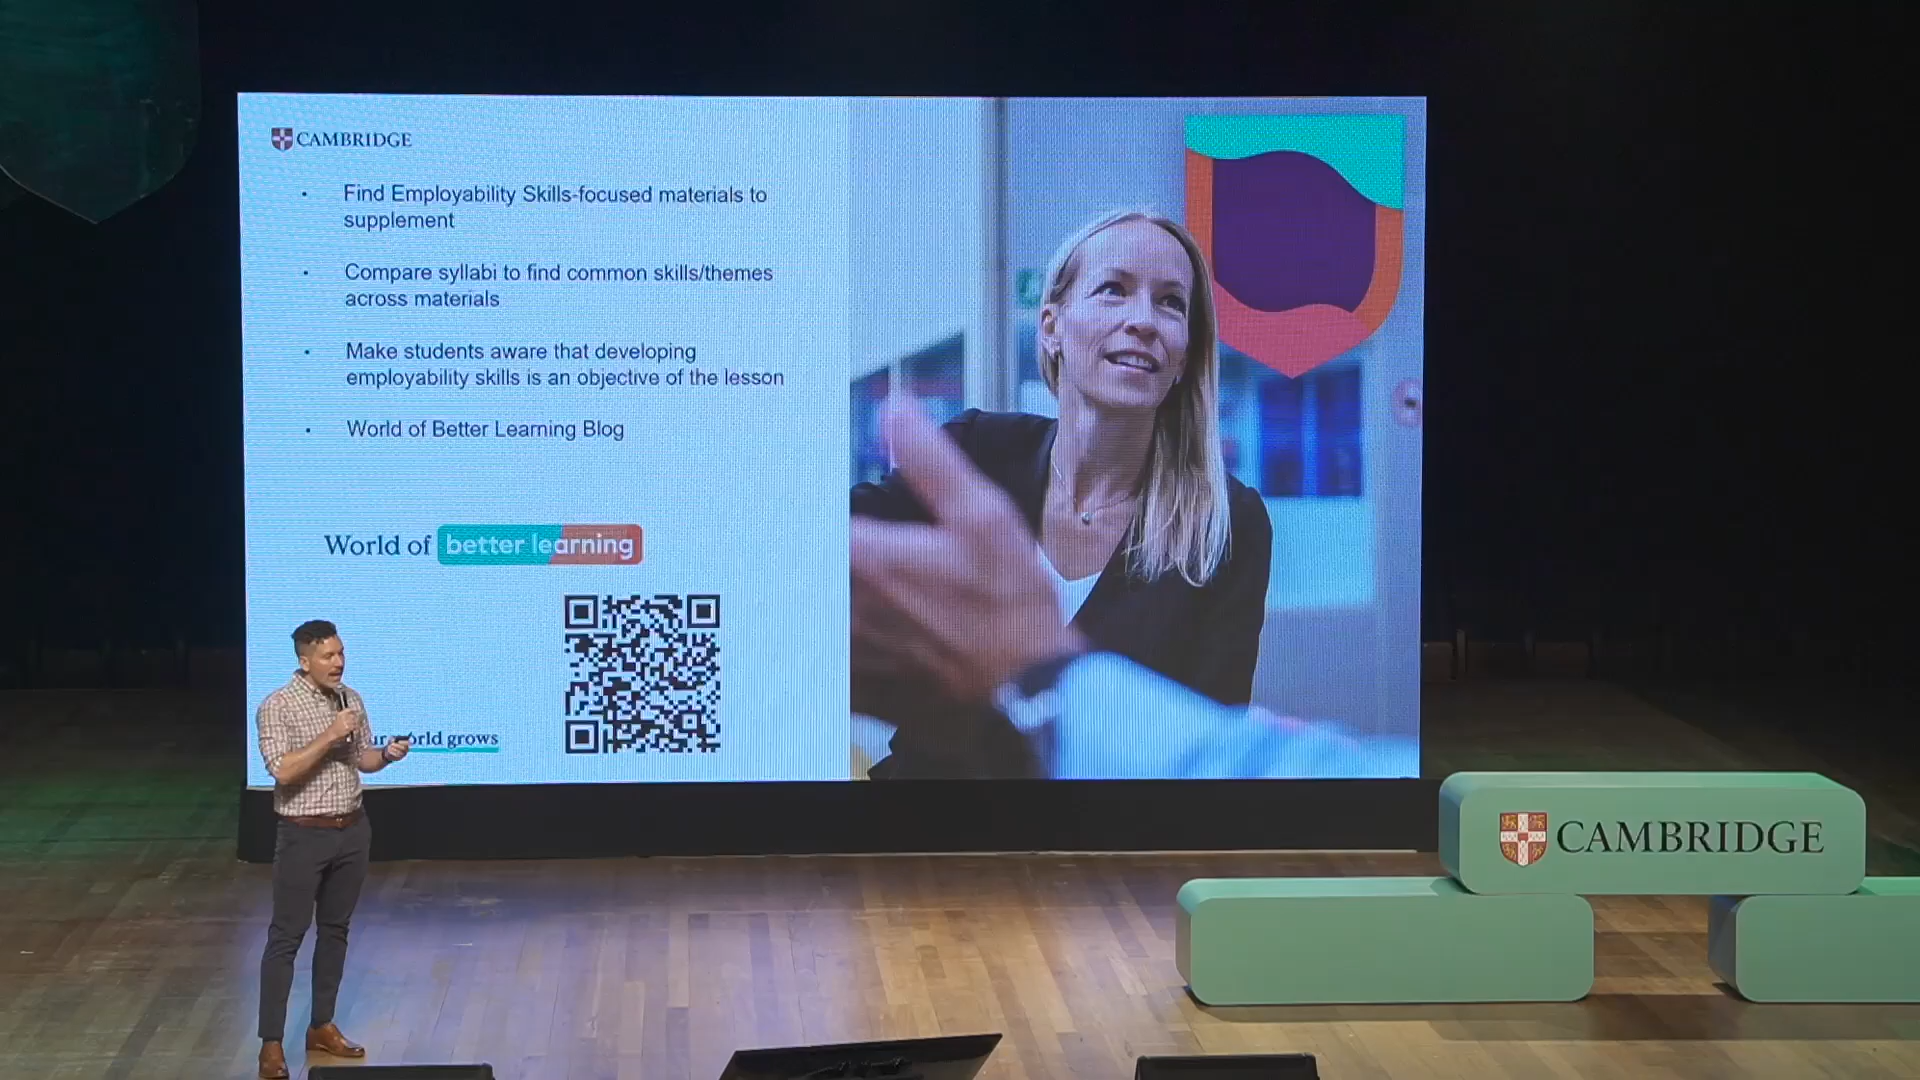 CAMBRIDGE
• Find Employability Skills-focused materials to
supplement
• Compare syllabi to find common skills/themes
across materials
• Make students aware that developing
employability skills is an objective of the lesson
• World of Better Learning Blog
World of better learning
world grows
CAMBRIDGE